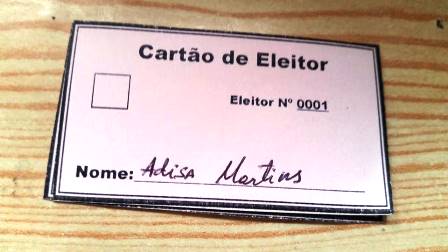 Cartão de Eleitor
Eleitor Nº 0001
Nome: Adisa Martins